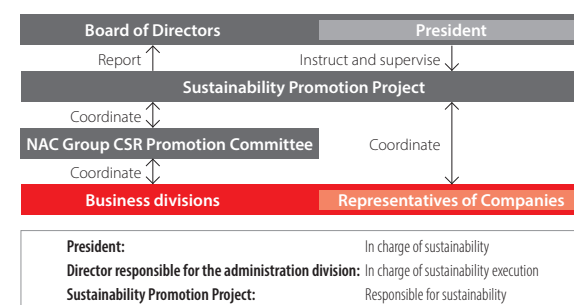 Board of Directors President
Report Instruct and supervise
Sustainability Promotion Project
Coordinate
NAC Group CSR Promotion Committee Coordinate
Coordinate
Business divisions Representatives of Companies
President: In charge of sustainability
Director responsible for the administration division: In charge of sustainability execution
Sustainability Promotion Project: Responsible for sustainability